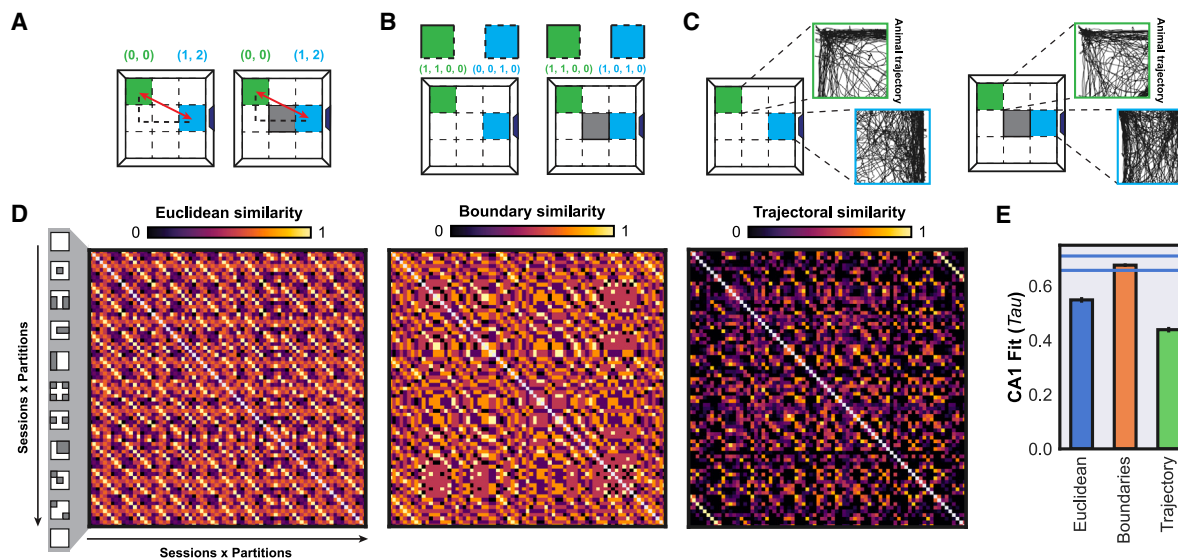 A
(0, 0)
(1, 2)
(0, 0)
(1, 2)
B
(1, 1, 0, 0)
(0, 0, 1, 0)
(1, 1, 0, 0)
(1, 0, 1, 0)
C
Animal trajectory
Animal trajectory
D
Sessions x Partitions
Euclidean similarity
0
1
Boundary similarity
0
1
Trajectoral similarity
0
1
Sessions x Partitions
E
CA1 Fit (Tau)
0.6
0.4
0.2
0.0
Euclidean
Boundaries
Trajectory